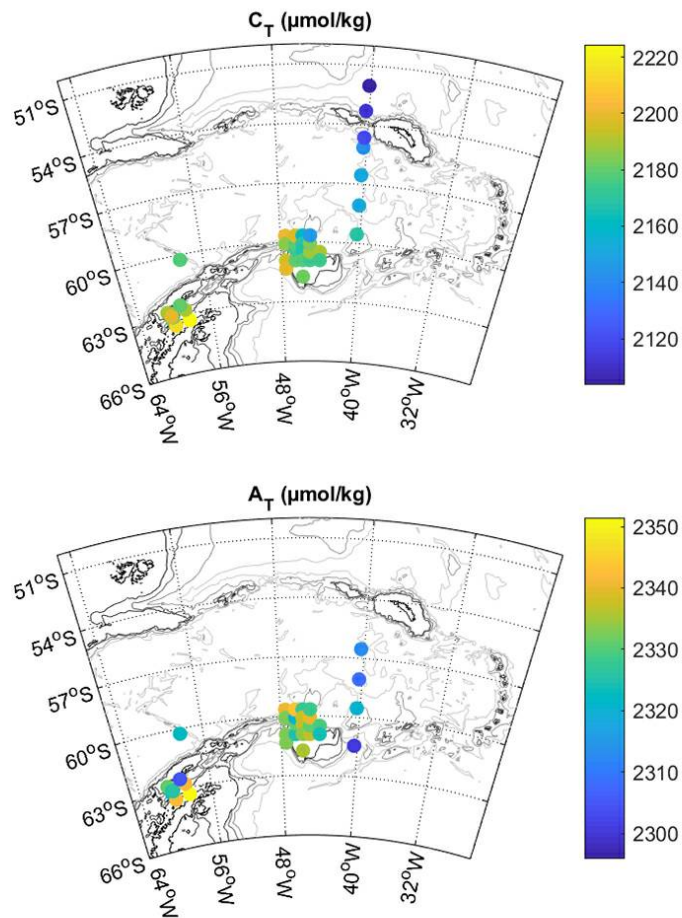 C_T (µmol/kg)
51°S
54°S
57°S
60°S
63°S
66°S
64°W
56°W
48°W
40°W
32°W
2220
2200
2180
2160
2140
2120
A_T (µmol/kg)
51°S
54°S
57°S
60°S
63°S
66°S
64°W
56°W
48°W
40°W
32°W
2350
2340
2330
2320
2310
2300